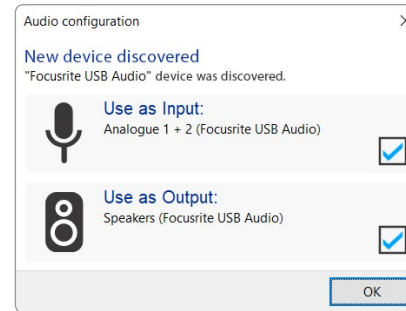 Audio configuration
New device discovered
"Focusrite USB Audio" device was discovered.
Use as Input:
Analogue 1 + 2 (Focusrite USB Audio)
Use as Output:
Speakers (Focusrite USB Audio)
OK